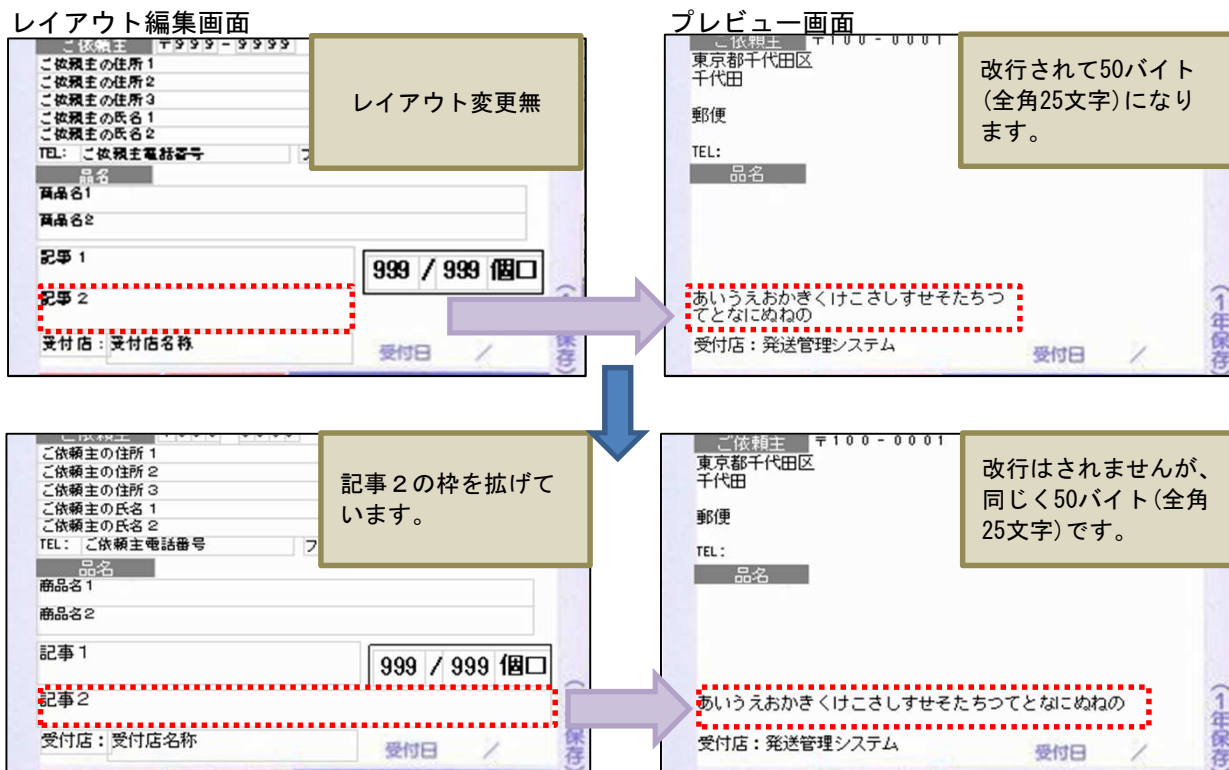 レイアウト編集画面
プレビュー画面
ご依頼主 〒999-9999
ご依頼主の住所1
ご依頼主の住所2
ご依頼主の住所3
ご依頼主の氏名1
ご依頼主の氏名2
TEL: ご依頼主電話番号
品名
商品名1
商品名2
記事1
999 / 999 個口
記事2
受付店:受付店名称
受付日 /
保存)
レイアウト変更無
ご依頼主 〒100-0001
東京都千代田区
千代田
郵便
TEL:
品名
あいうえおかきくけこさしすせそたちつ
てとなにぬねの
受付店:発送管理システム
受付日 /
(1年保存)
改行されて50バイト
(全角25文字)になり
ます。
ご依頼主の住所1
ご依頼主の住所2
ご依頼主の住所3
ご依頼主の氏名1
ご依頼主の氏名2
TEL: ご依頼主電話番号 フ
品名
商品名1
商品名2
記事1
999 / 999 個口
記事2
受付店:受付店名称
受付日 /
保存)
記事2の枠を拡げて
います。
ご依頼主 〒100-0001
東京都千代田区
千代田
郵便
TEL:
品名
あいうえおかきくけこさしすせそたちつてとなにぬねの
受付店:発送管理システム
受付日 /
(1年保存)
改行はされませんが、
同じく50バイト(全角
25文字)です。